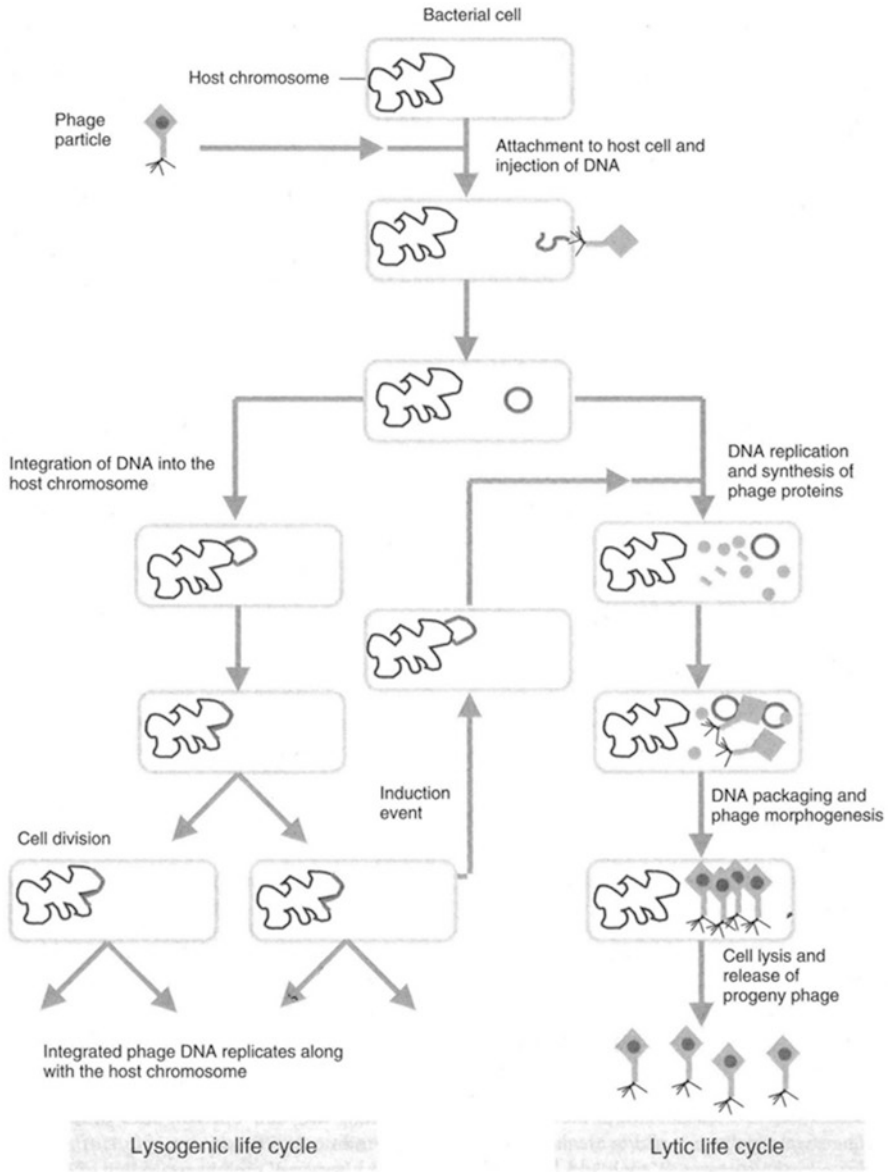 Bacterial cell
Host chromosome
Phage
particle
Attachment to host cell and
injection of DNA
Integration of DNA into the
host chromosome
DNA replication
and synthesis of
phage proteins
Induction
event
DNA packaging and
phage morphogenesis
Cell division
Cell lysis and
release of
progeny phage
Integrated phage DNA replicates along
with the host chromosome
Lysogenic life cycle
Lytic life cycle